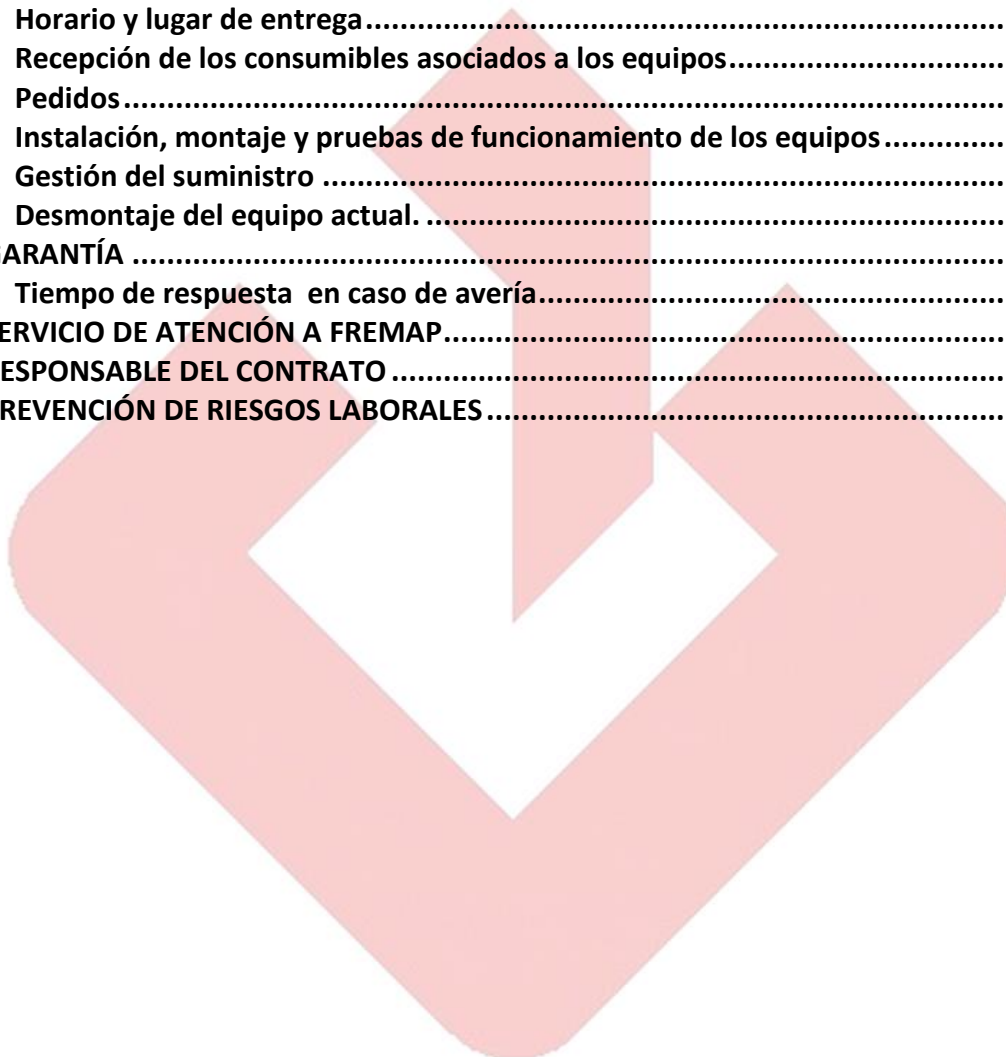 Horario y lugar de entrega....................................................................................
Recepción de los consumibles asociados a los equipos....................................
Pedidos....................................................................................................................
Instalación, montaje y pruebas de funcionamiento de los equipos..............
Gestión del suministro ..........................................................................................
Desmontaje del equipo actual. ............................................................................
GARANTÍA ..............................................................................................................
Tiempo de respuesta en caso de avería.............................................................
ERVICIO DE ATENCIÓN A FREMAP........................................................................
ESPONSABLE DEL CONTRATO ...............................................................................
REVENCIÓN DE RIESGOS LABORALES..................................................................